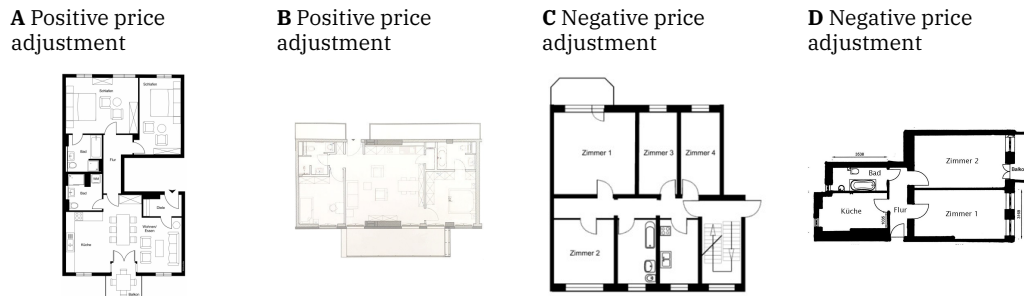 A Positive price
adjustment
B Positive price
adjustment
C Negative price
adjustment
D Negative price
adjustment
Schlafen
Schlafen
Bad
Flur
Bad
Diele
Küche
Wohnen/
Essen
Balkon
Zimmer 1
Zimmer 3
Zimmer 4
Zimmer 2
Zimmer 2
Bad
Balko
Küche
Flur
Zimmer 1